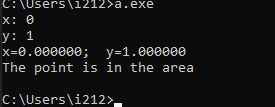 C:\Users\i212>a.exe
x: 0
y: 1
x=0.000000;  y=1.000000
The point is in the area
C:\Users\i212>